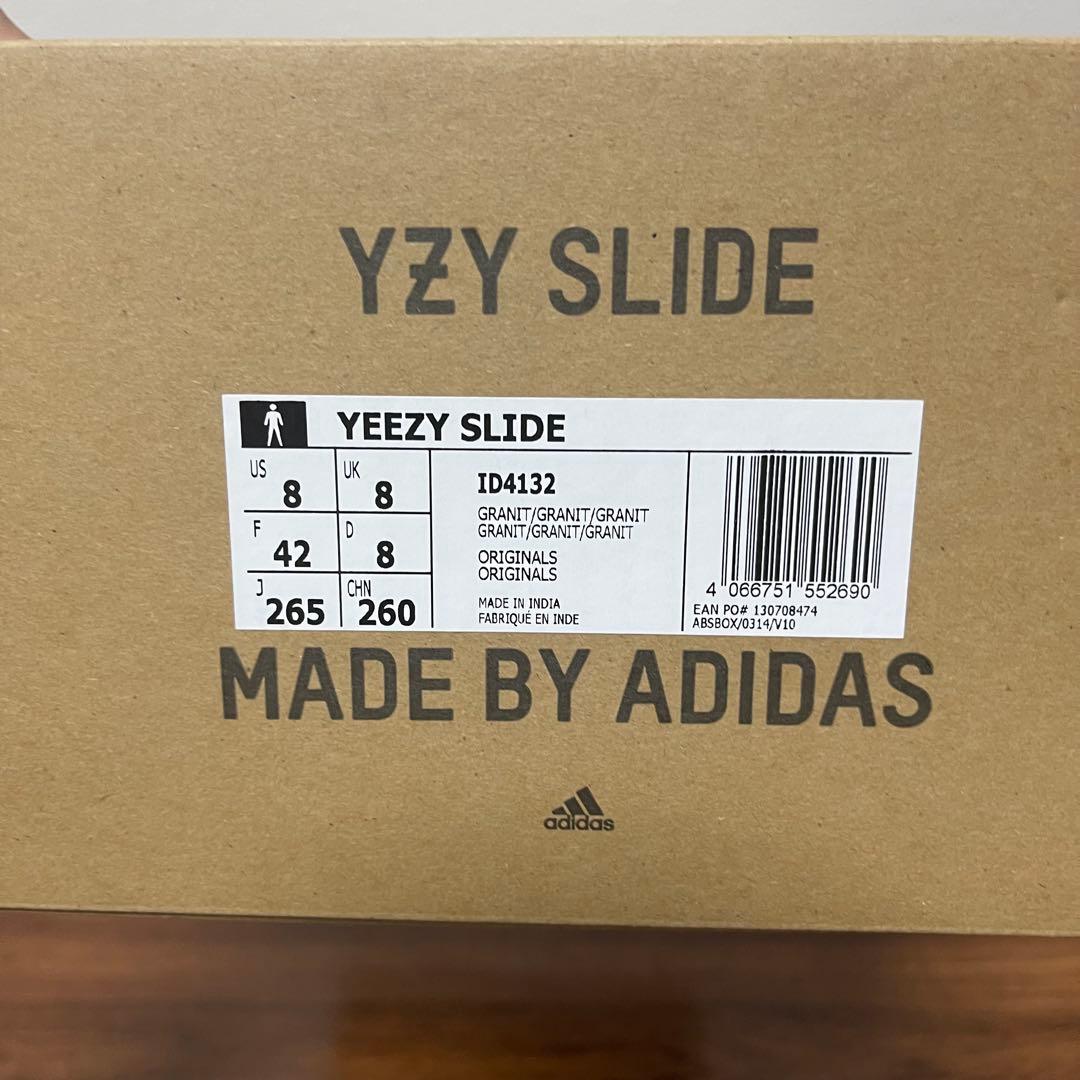 YZY SLIDE
YEEZY SLIDE
US 8 UK 8
F 42 D 8
J 265 CHN 260
ID4132
GRANIT/GRANIT/GRANIT
GRANIT/GRANIT/GRANIT
ORIGINALS
ORIGINALS
MADE IN INDIA
FABRIQUÉ EN INDE
4 066751 552690
EAN PO# 130708474
ABSBOX/0314/V10
MADE BY ADIDAS
adidas